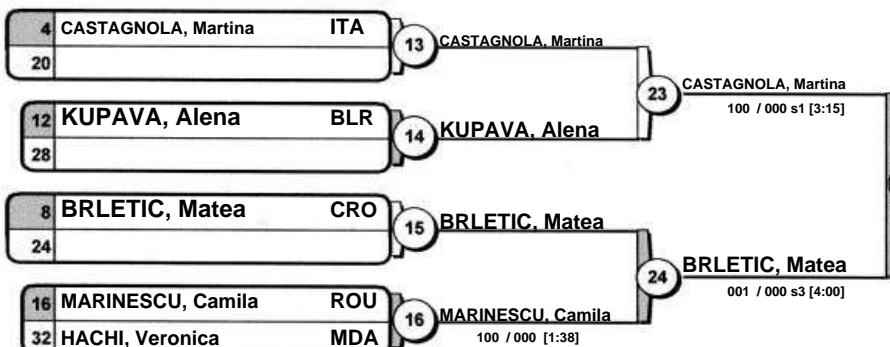 4 CASTAGNOLA, Martina ITA
20
13 CASTAGNOLA, Martina
12 KUPAVA, Alena BLR
28
14 KUPAVA, Alena
23 CASTAGNOLA, Martina
100 / 000 s1 [3:15]
8 BRLETIC, Matea CRO
24
15 BRLETIC, Matea
16 MARINESCU, Camila ROU
32 HACHI, Veronica MDA
16 MARINESCU, Camila
100 / 000 [1:38]
24 BRLETIC, Matea
001 / 000 s3 [4:00]